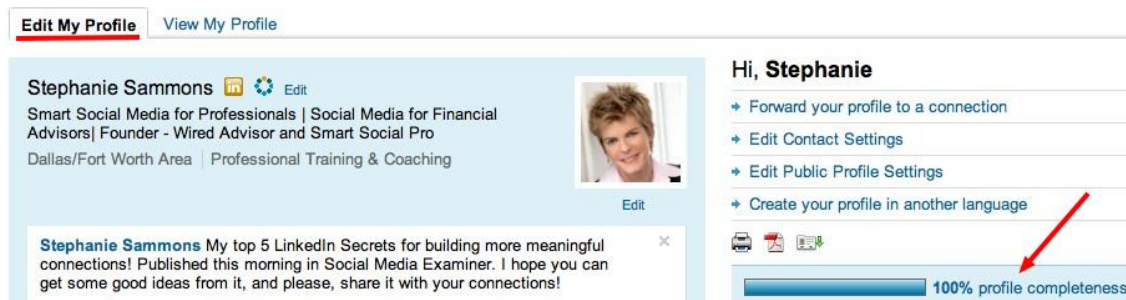 Edit My Profile
View My Profile
Stephanie Sammons in Edit
Smart Social Media for Professionals | Social Media for Financial
Advisors| Founder - Wired Advisor and Smart Social Pro
Dallas/Fort Worth Area | Professional Training & Coaching
Edit
Stephanie Sammons My top 5 LinkedIn Secrets for building more meaningful
connections! Published this morning in Social Media Examiner. I hope you can
get some good ideas from it, and please, share it with your connections!
Hi, Stephanie
Forward your profile to a connection
Edit Contact Settings
Edit Public Profile Settings
Create your profile in another language
100% profile completeness